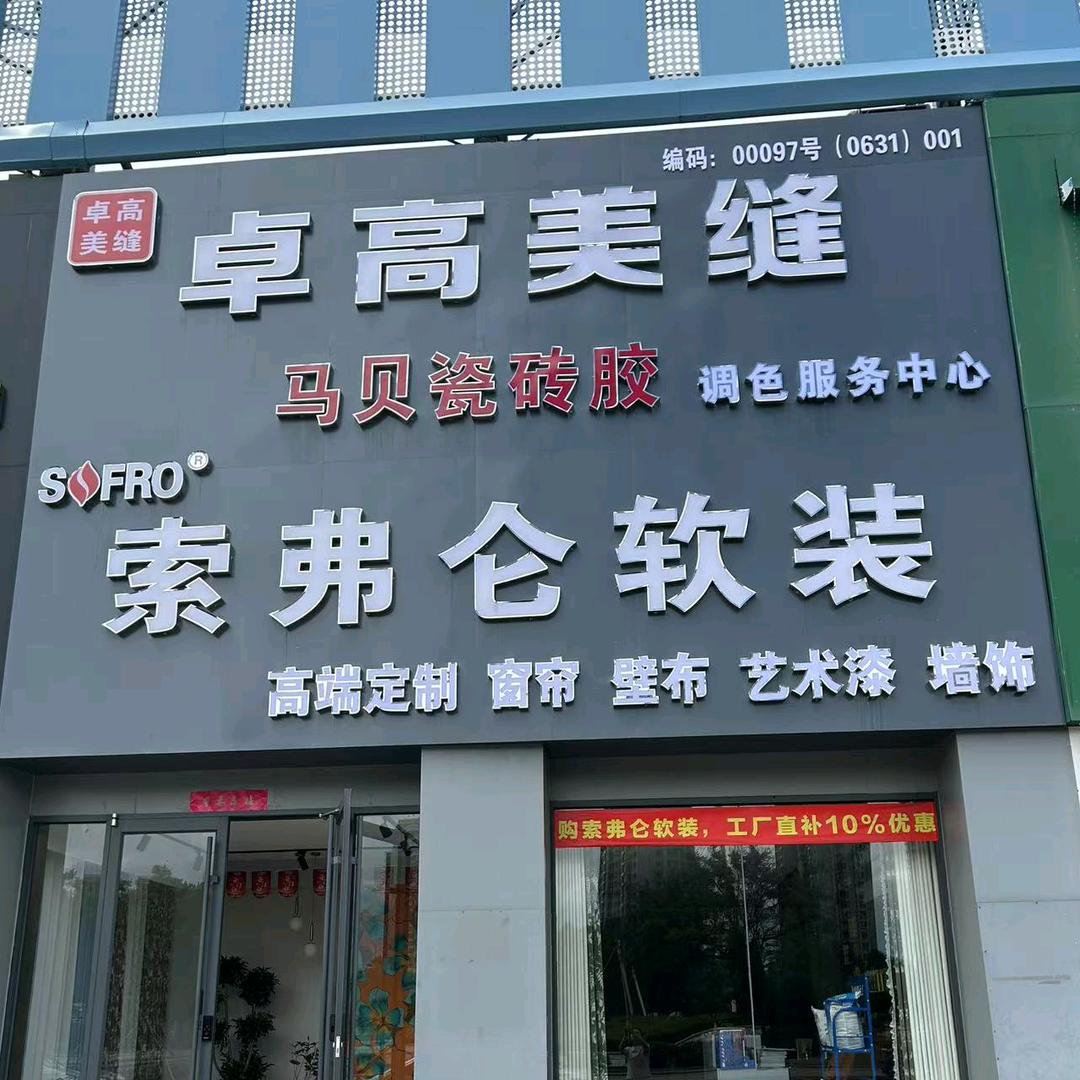 编码：00097号（0631）001
卓高
美缝
卓高美缝
马贝瓷砖胶 调色服务中心
SOFRO®
索弗仑软装
高端定制 窗帘 壁布 艺术漆 墙饰
购索弗仑软装，工厂直补10%优惠